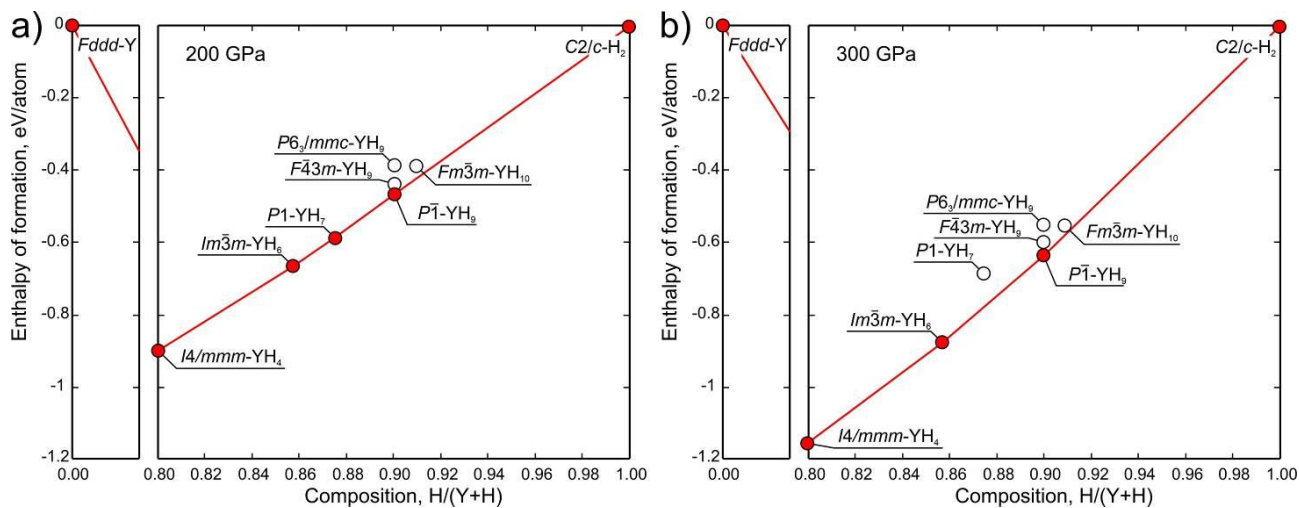 a)
Enthalpy of formation, eV/atom
0
-0.2
-0.4
-0.6
-0.8
-1
-1.2
Fddd-Y
200 GPa
C2/c-H₂
P6₃/mmc-YH₉
F4̅3m-YH₉
Fm3̅m-YH₁₀
P1-YH₇
P1̅-YH₉
Im3̅m-YH₆
I4/mmm-YH₄
0.00
0.80 0.82 0.84 0.86 0.88 0.90 0.92 0.94 0.96 0.98 1.00
Composition, H/(Y+H)
b)
Enthalpy of formation, eV/atom
0
-0.2
-0.4
-0.6
-0.8
-1
-1.2
Fddd-Y
300 GPa
C2/c-H₂
P6₃/mmc-YH₉
F4̅3m-YH₉
Fm3̅m-YH₁₀
P1-YH₇
P1̅-YH₉
Im3̅m-YH₆
I4/mmm-YH₄
0.00
0.80 0.82 0.84 0.86 0.88 0.90 0.92 0.94 0.96 0.98 1.00
Composition, H/(Y+H)